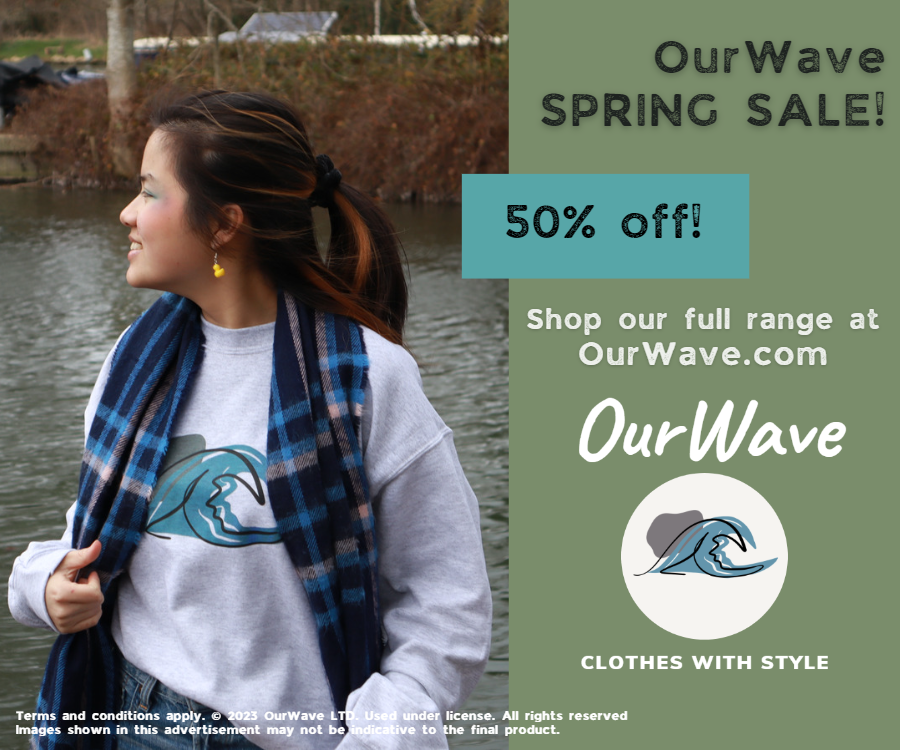 OurWave
SPRING SALE!
50% off!
Shop our full range at
OurWave.com
OurWave
CLOTHES WITH STYLE
Terms and conditions apply. © 2023 OurWave LTD. Used under license. All rights reserved
Images shown in this advertisement may not be indicative to the final product.